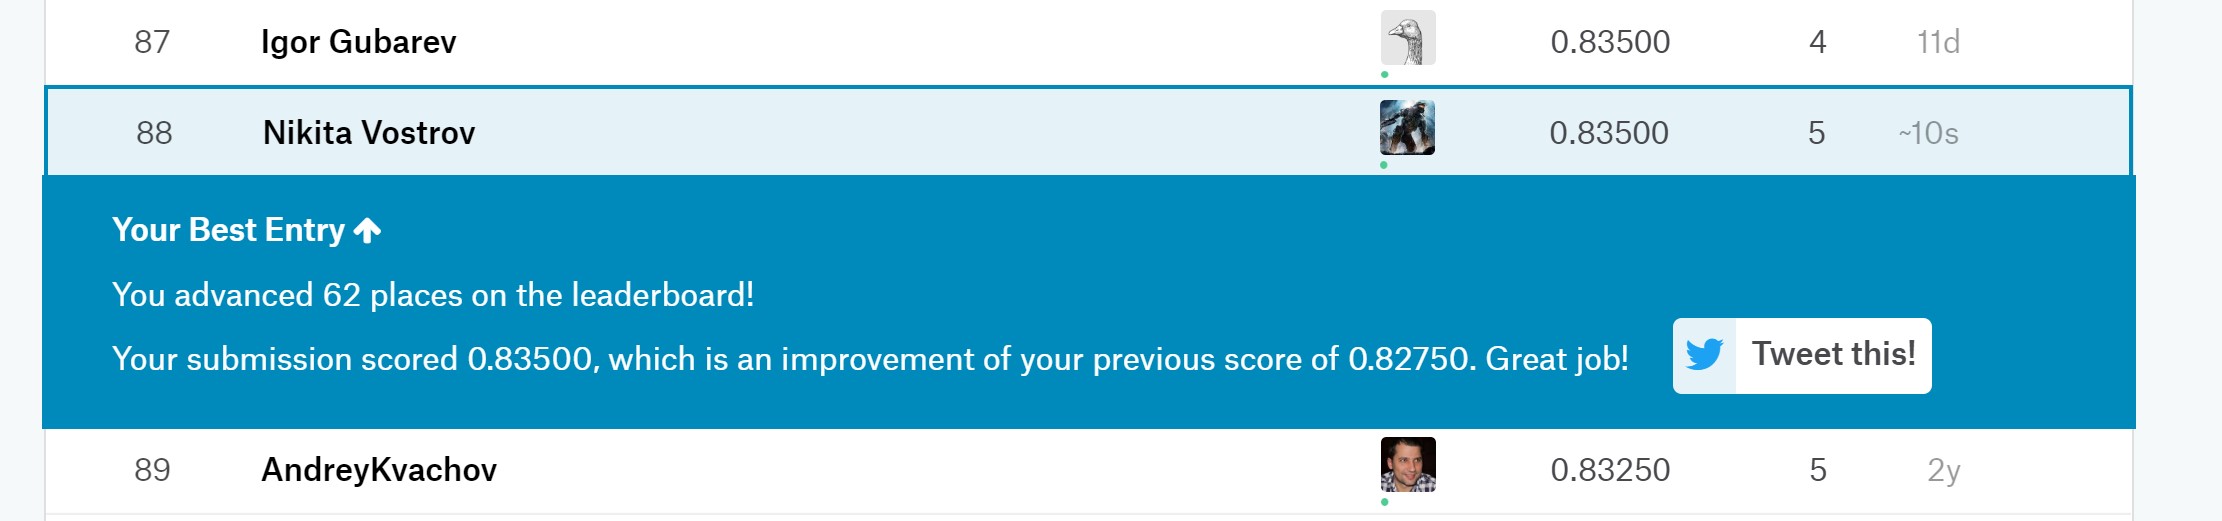 87 Igor Gubarev 0.83500 4 11d
88 Nikita Vostrov 0.83500 5 ~10s
Your Best Entry
You advanced 62 places on the leaderboard!
Your submission scored 0.83500, which is an improvement of your previous score of 0.82750. Great job! Tweet this!
89 AndreyKvachov 0.83250 5 2y